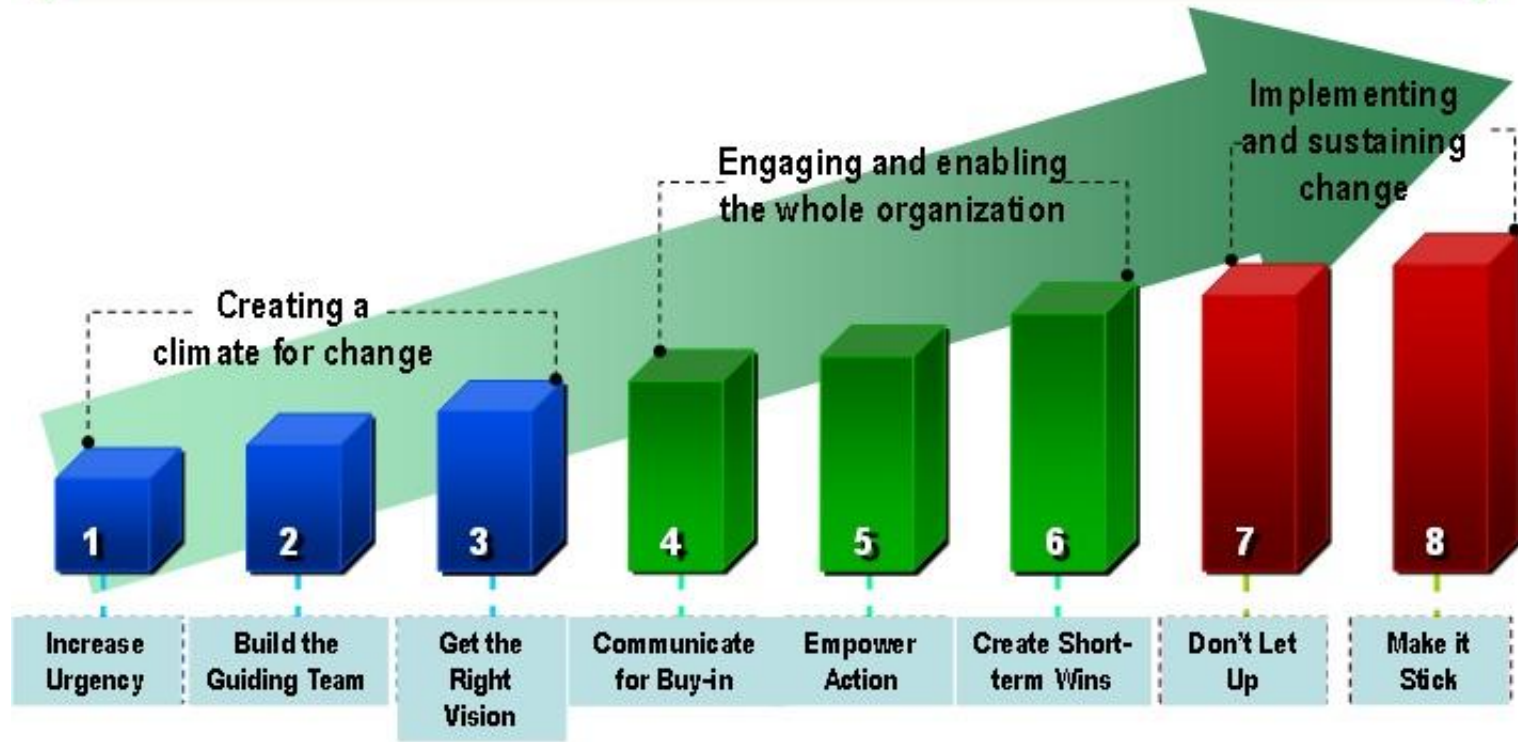 Creating a
climate for change
Engaging and enabling
the whole organization
Implementing
and sustaining
change
1
2
3
4
5
6
7
8
Increase
Urgency
Build the
Guiding Team
Get the
Right
Vision
Communicate
for Buy-in
Empower
Action
Create Short-
term Wins
Don't Let
Up
Make it
Stick